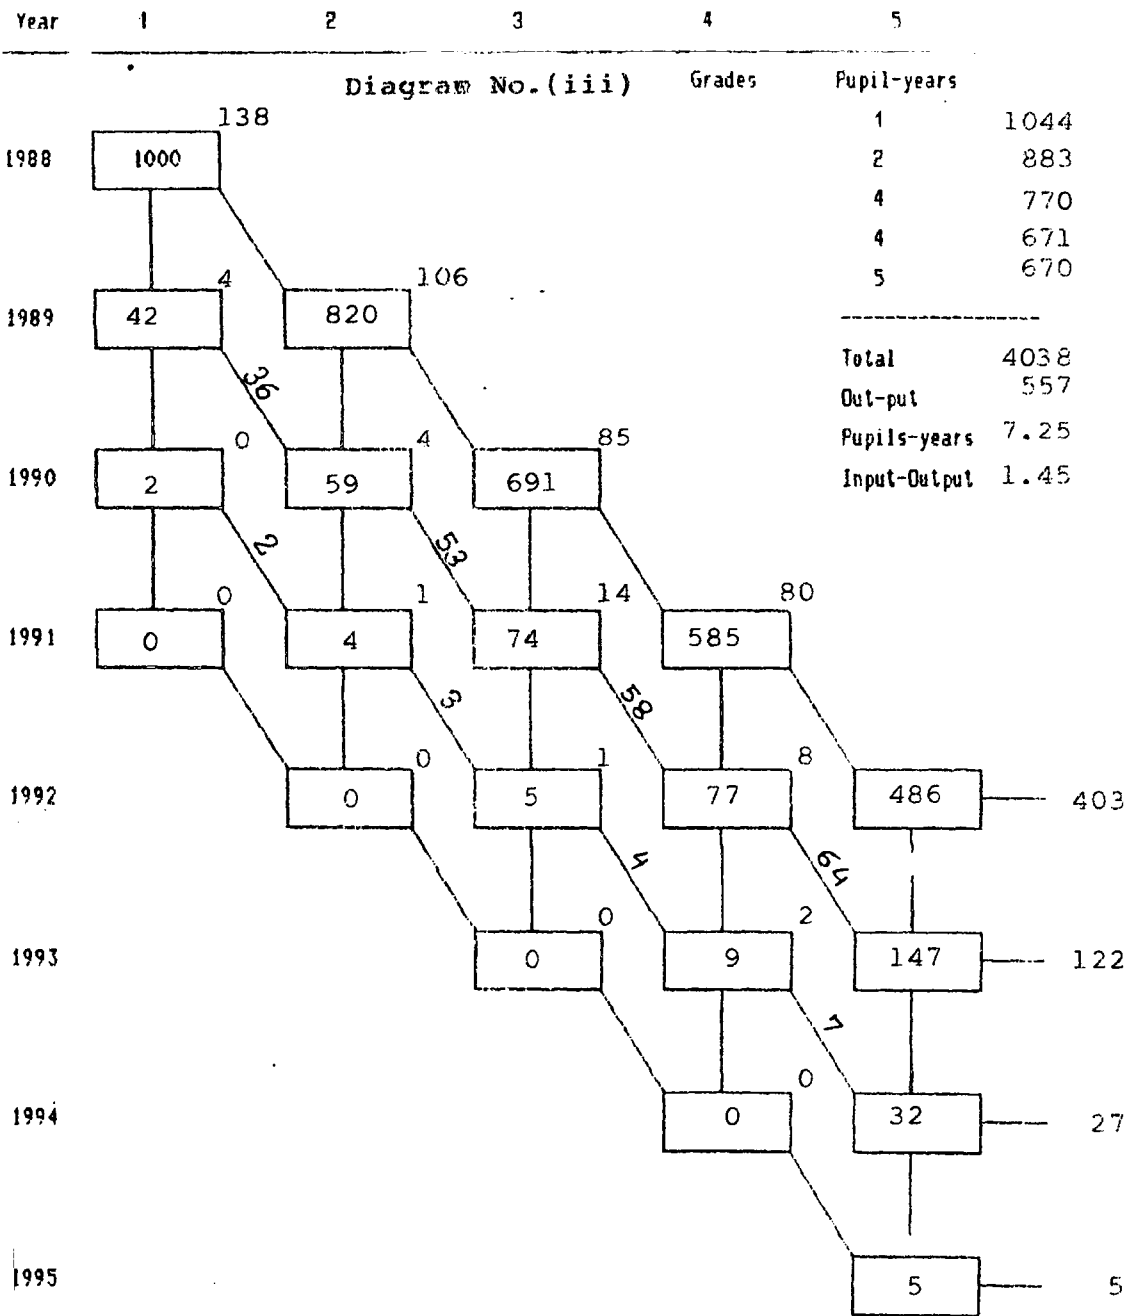 Year 1 2 3 4 5
Diagram No.(iii) Grades Pupil-years
138 1 1044
1988 1000 2 883
4 770
4 671
5 670
4 106
1989 42 820
Total 4038
36 Out-put 557
0 4 85 Pupils-years 7.25
1990 2 59 691 Input-Output 1.45
2 53
0 1 14 80
1991 0 4 74 585
3 58
0 1 8
1992 0 5 77 486 403
4 64
0 2
1993 0 9 147 122
7
0
1994 0 32 27
1995 5 5